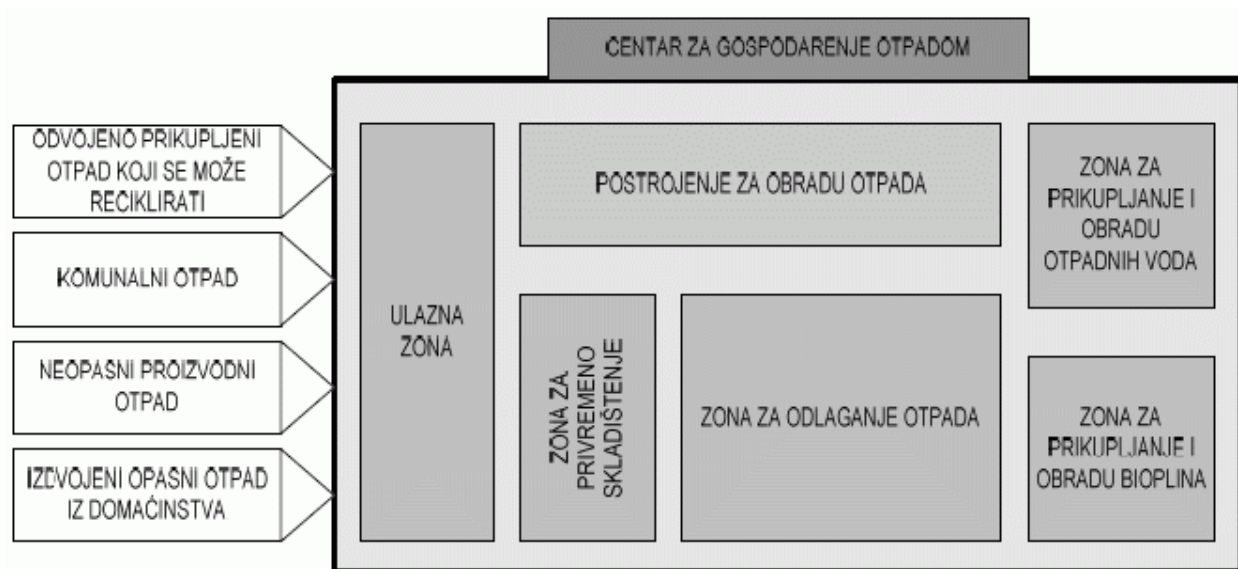 CENTAR ZA GOSPODARENJE OTPADOM
ODVOJENO PRIKUPLJENI
OTPAD KOJI SE MOŽE
RECIKLIRATI
KOMUNALNI OTPAD
NEOPASNI PROIZVODNI
OTPAD
IZDVOJENI OPASNI OTPAD
IZ DOMAĆINSTVA
ULAZNA
ZONA
POSTROJENJE ZA OBRADU OTPADA
ZONA ZA
PRIVREMENO
SKLADIŠTENJE
ZONA ZA ODLAGANJE OTPADA
ZONA ZA
PRIKUPLJANJE I
OBRADU
OTPADNIH VODA
ZONA ZA
PRIKUPLJANJE I
OBRADU BIOPLINA